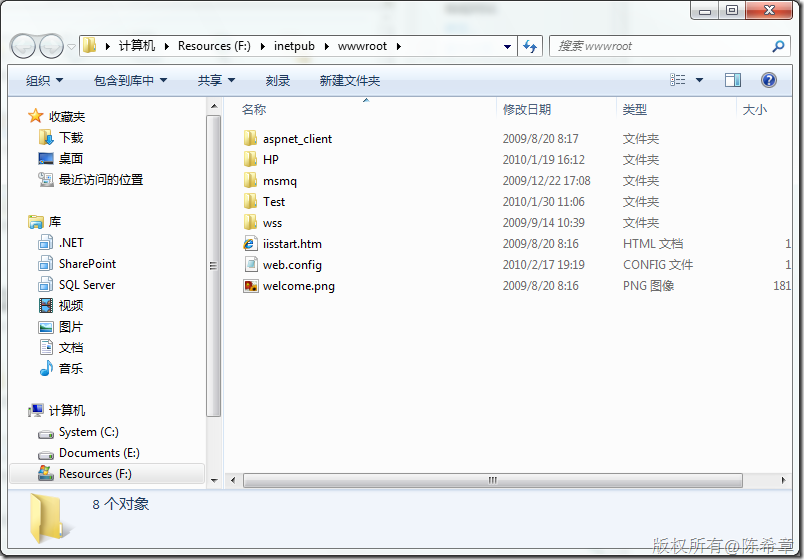 计算机 Resources (F:) inetpub wwwroot 搜索 wwwroot
组织 包含到库中 共享 刻录 新建文件夹
名称 修改日期 类型 大小
收藏夹
下载
桌面
最近访问的位置
库
.NET
SharePoint
SQL Server
视频
图片
文档
音乐
计算机
System (C:)
Documents (E:)
Resources (F:)
aspnet_client 2009/8/20 8:17 文件夹
HP 2010/1/19 16:12 文件夹
msmq 2009/12/22 17:08 文件夹
Test 2010/1/30 11:06 文件夹
wss 2009/9/14 10:39 文件夹
iisstart.htm 2009/8/20 8:16 HTML 文档 1
web.config 2010/2/17 19:19 CONFIG 文件 1
welcome.png 2009/8/20 8:16 PNG 图像 181
8 个对象
版权所有@陈希章